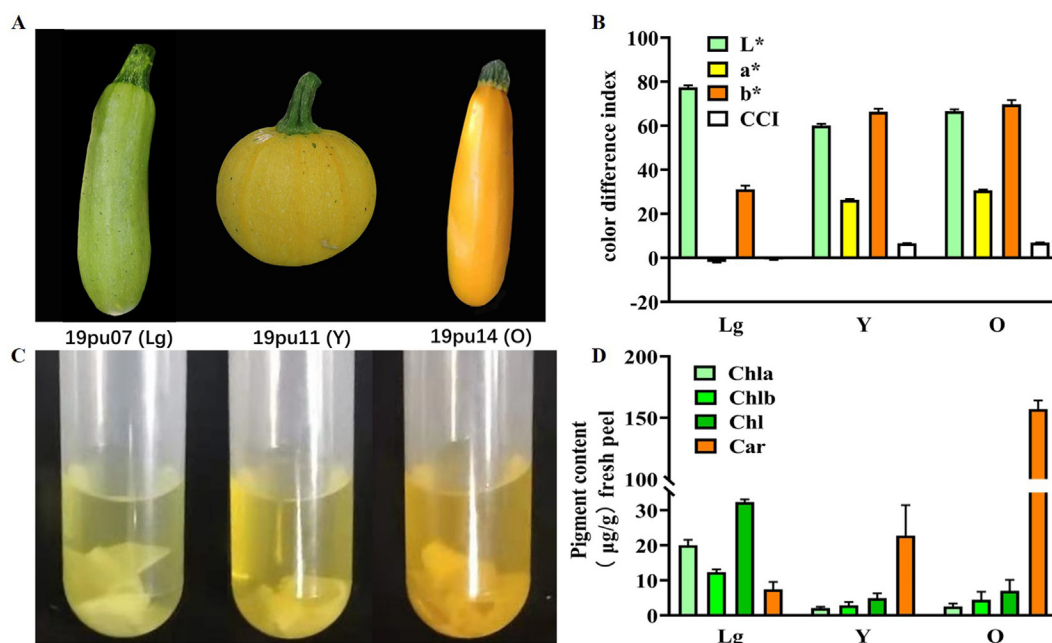 A
19pu07 (Lg)
19pu11 (Y)
19pu14 (O)
B
color difference index
80
60
40
20
0
-20
L*
a*
b*
CCI
Lg
Y
O
C
D
Pigment content
( μg/g) fresh peel
200
150
100
30
20
10
0
Chla
Chlb
Chl
Car
Lg
Y
O